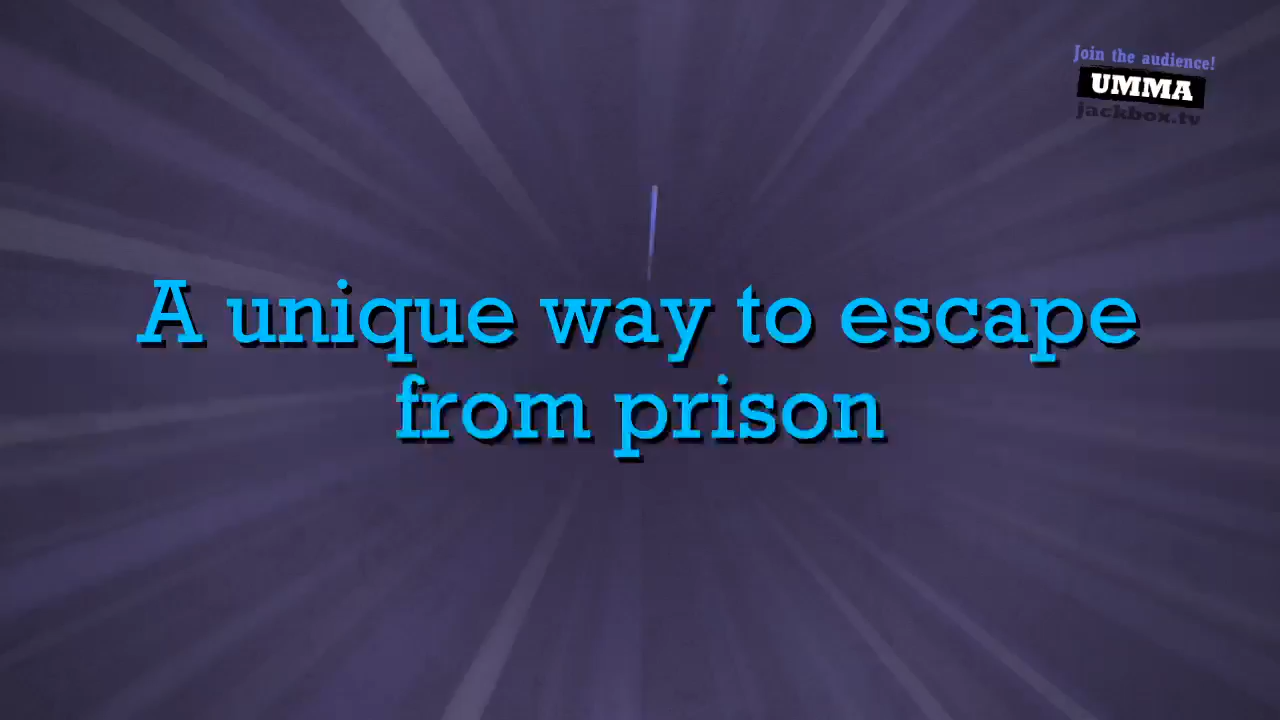 Join the audience!
UMMA
jackbox.tv
A unique way to escape
from prison